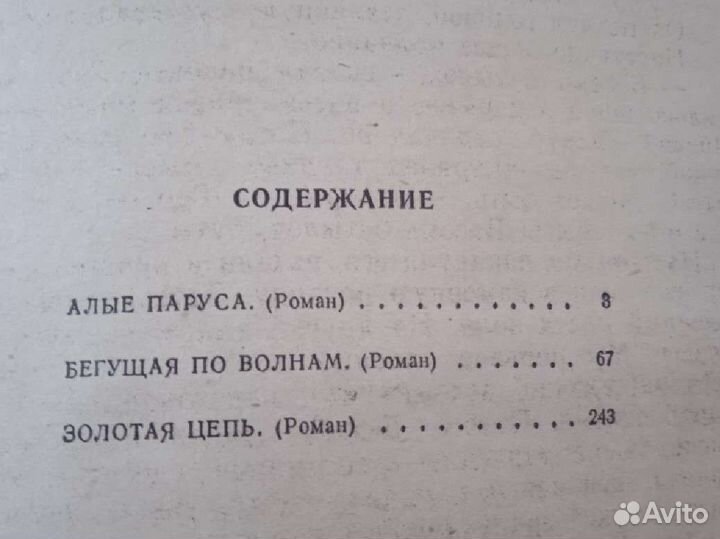 СОДЕРЖАНИЕ
АЛЫЕ ПАРУСА. (Роман) . . . . . . . . . . . . 3
БЕГУЩАЯ ПО ВОЛНАМ. (Роман) . . . . . . . 67
ЗОЛОТАЯ ЦЕПЬ. (Роман) . . . . . . . . . . . 243
Avito